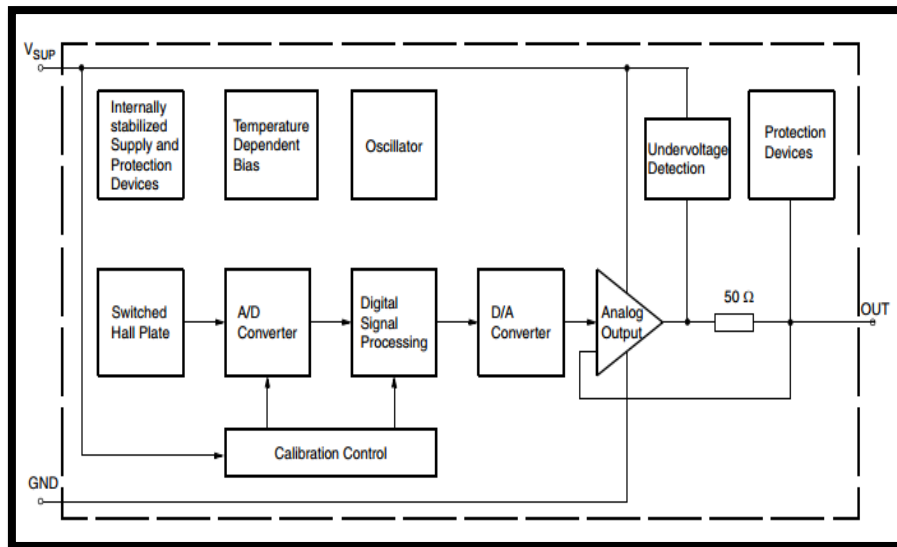 VSUP
Internally
stabilized
Supply and
Protection
Devices
Temperature
Dependent
Bias
Oscillator
Undervoltage
Detection
Protection
Devices
Switched
Hall Plate
A/D
Converter
Digital
Signal
Processing
D/A
Converter
Analog
Output
50 Ω
OUT
Calibration Control
GND